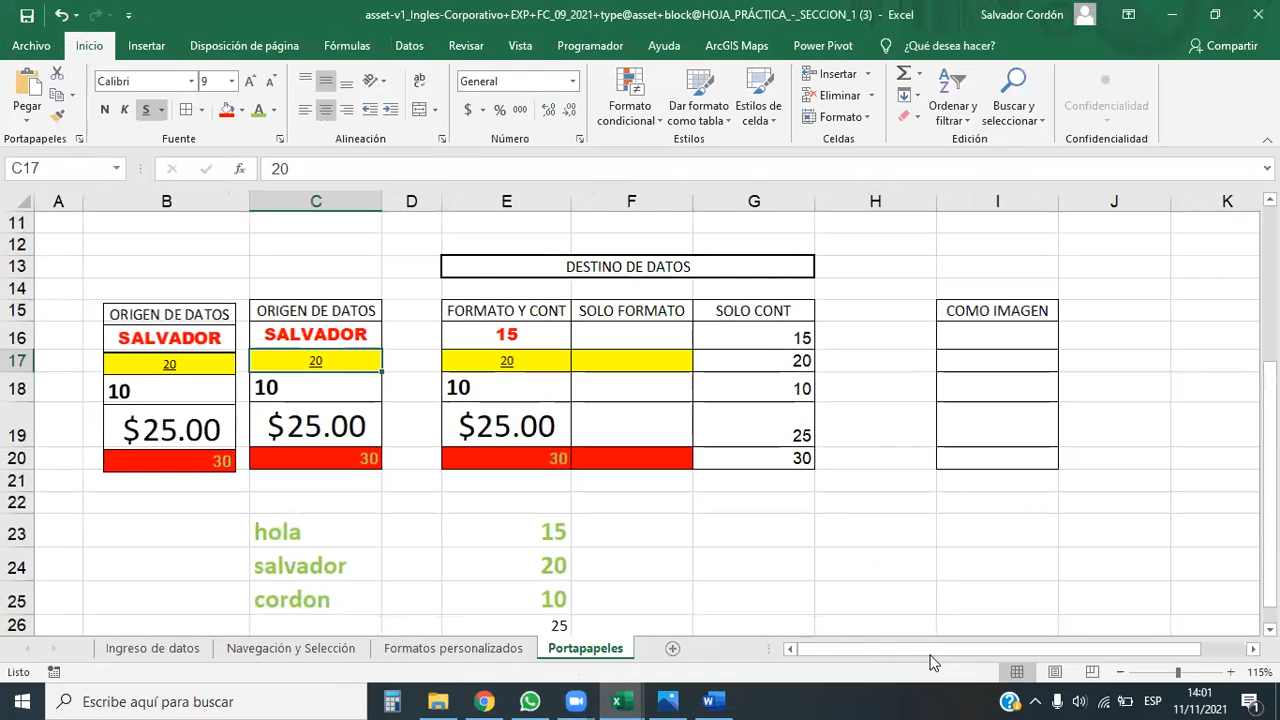 asset-v1_Ingles-Corporativo+EXP+FC_09_2021+type@asset+block@HOJA_PRÁCTICA_-_SECCION_1 (3) - Excel
Salvador Cordón
Archivo Inicio Insertar Disposición de página Fórmulas Datos Revisar Vista Programador Ayuda ArcGIS Maps Power Pivot ¿Qué desea hacer? Compartir
Pegar
Calibri 9
N K S
General
$ % 000
Formato condicional
Dar formato como tabla
Estilos de celda
Insertar
Eliminar
Formato
Ordenar y filtrar
Buscar y seleccionar
Confidencialidad
Portapapeles Fuente Alineación Número Estilos Celdas Edición Confidencialidad
C17 fx 20
A B C D E F G H I J K
11
12
13 DESTINO DE DATOS
14
15 ORIGEN DE DATOS ORIGEN DE DATOS FORMATO Y CONT SOLO FORMATO SOLO CONT COMO IMAGEN
16 SALVADOR SALVADOR 15 15
17 20 20 20 20
18 10 10 10 10
19 $25.00 $25.00 $25.00 25
20 30 30 30 30
21
22
23 hola 15
24 salvador 20
25 cordon 10
26 25
Ingreso de datos Navegación y Selección Formatos personalizados Portapapeles
Listo 115%
Escribe aquí para buscar
ESP
14:01
11/11/2021
1